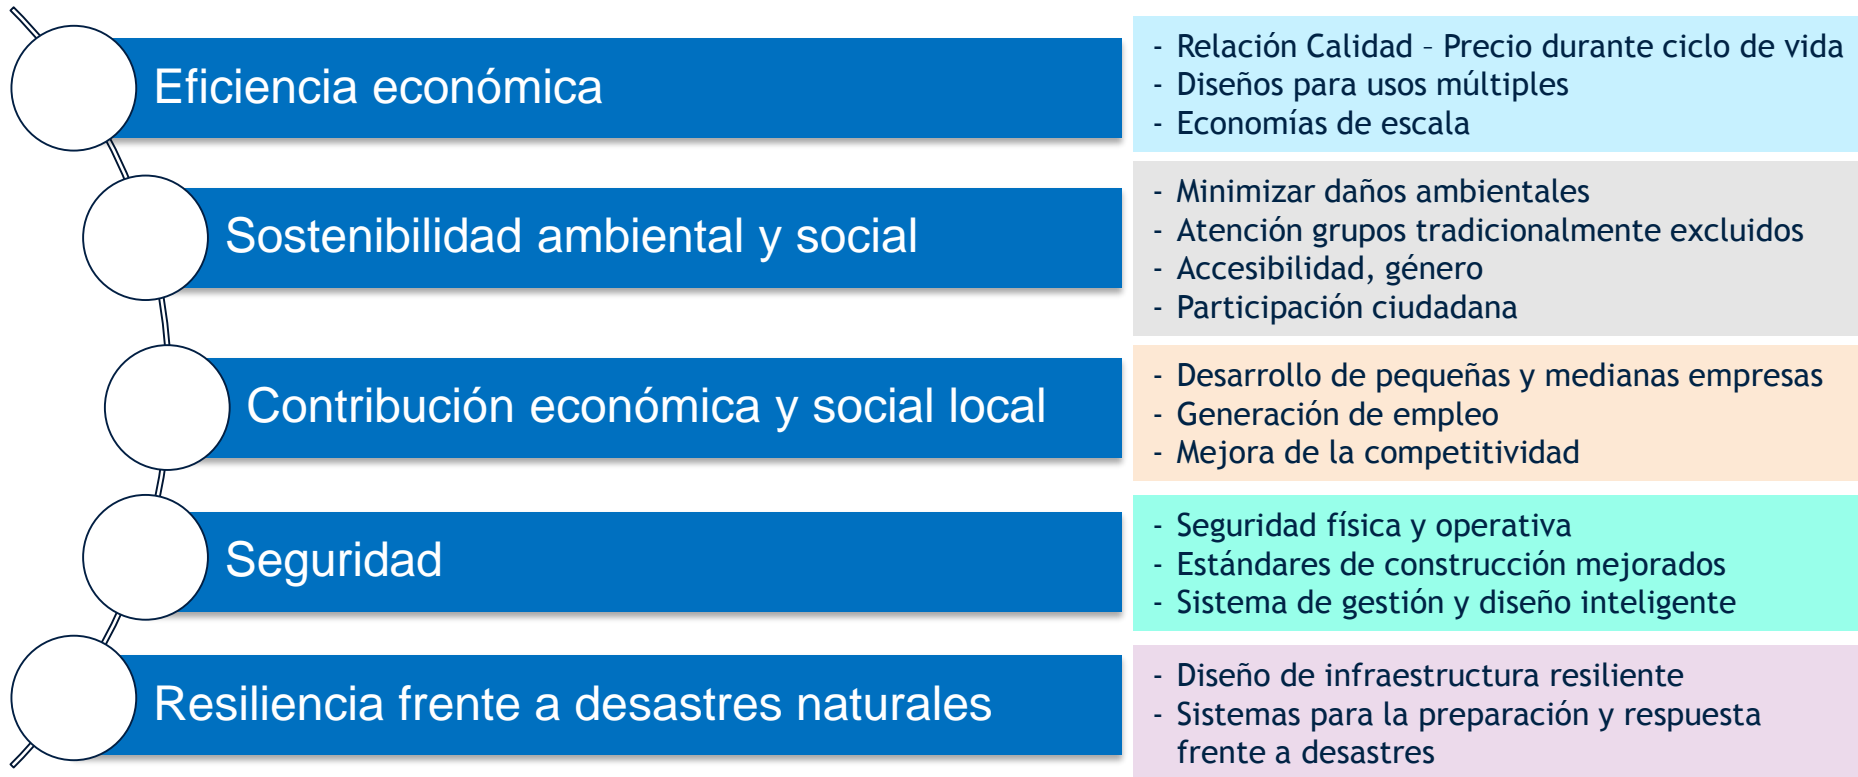 Eficiencia económica
- Relación Calidad – Precio durante ciclo de vida
- Diseños para usos múltiples
- Economías de escala
Sostenibilidad ambiental y social
- Minimizar daños ambientales
- Atención grupos tradicionalmente excluidos
- Accesibilidad, género
- Participación ciudadana
Contribución económica y social local
- Desarrollo de pequeñas y medianas empresas
- Generación de empleo
- Mejora de la competitividad
Seguridad
- Seguridad física y operativa
- Estándares de construcción mejorados
- Sistema de gestión y diseño inteligente
Resiliencia frente a desastres naturales
- Diseño de infraestructura resiliente
- Sistemas para la preparación y respuesta
frente a desastres